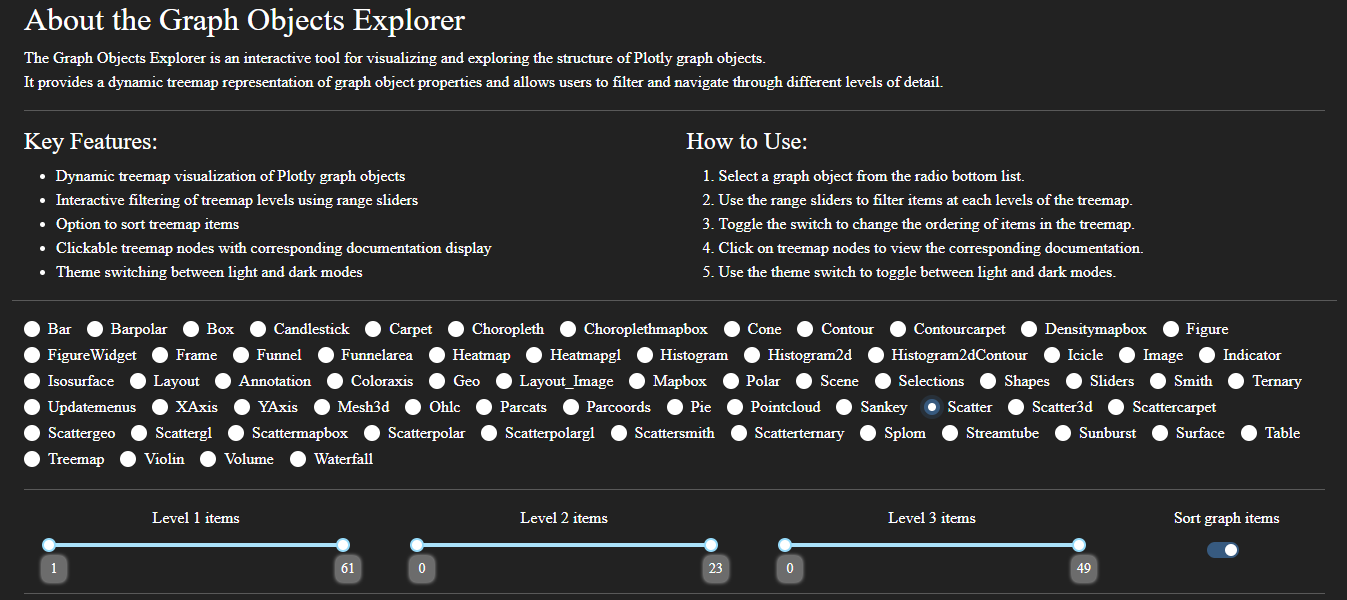 About the Graph Objects Explorer
The Graph Objects Explorer is an interactive tool for visualizing and exploring the structure of Plotly graph objects.
It provides a dynamic treemap representation of graph object properties and allows users to filter and navigate through different levels of detail.
Key Features:
• Dynamic treemap visualization of Plotly graph objects
• Interactive filtering of treemap levels using range sliders
• Option to sort treemap items
• Clickable treemap nodes with corresponding documentation display
• Theme switching between light and dark modes
How to Use:
1. Select a graph object from the radio bottom list.
2. Use the range sliders to filter items at each levels of the treemap.
3. Toggle the switch to change the ordering of items in the treemap.
4. Click on treemap nodes to view the corresponding documentation.
5. Use the theme switch to toggle between light and dark modes.
Bar Barpolar Box Candlestick Carpet Choropleth Choroplethmapbox Cone Contour Contourcarpet Densitymapbox Figure
FigureWidget Frame Funnel Funnelarea Heatmap Heatmapgl Histogram Histogram2d Histogram2dContour Icicle Image Indicator
Isosurface Layout Annotation Coloraxis Geo Layout_Image Mapbox Polar Scene Selections Shapes Sliders Smith Ternary
Updatemenus XAxis YAxis Mesh3d Ohlc Parcats Parcoords Pie Pointcloud Sankey Scatter Scatter3d Scattercarpet
Scattergeo Scattergl Scattermapbox Scatterpolar Scatterpolargl Scattersmith Scatterternary Splom Streamtube Sunburst Surface Table
Treemap Violin Volume Waterfall
Level 1 items Level 2 items Level 3 items Sort graph items
1 61 0 23 0 49